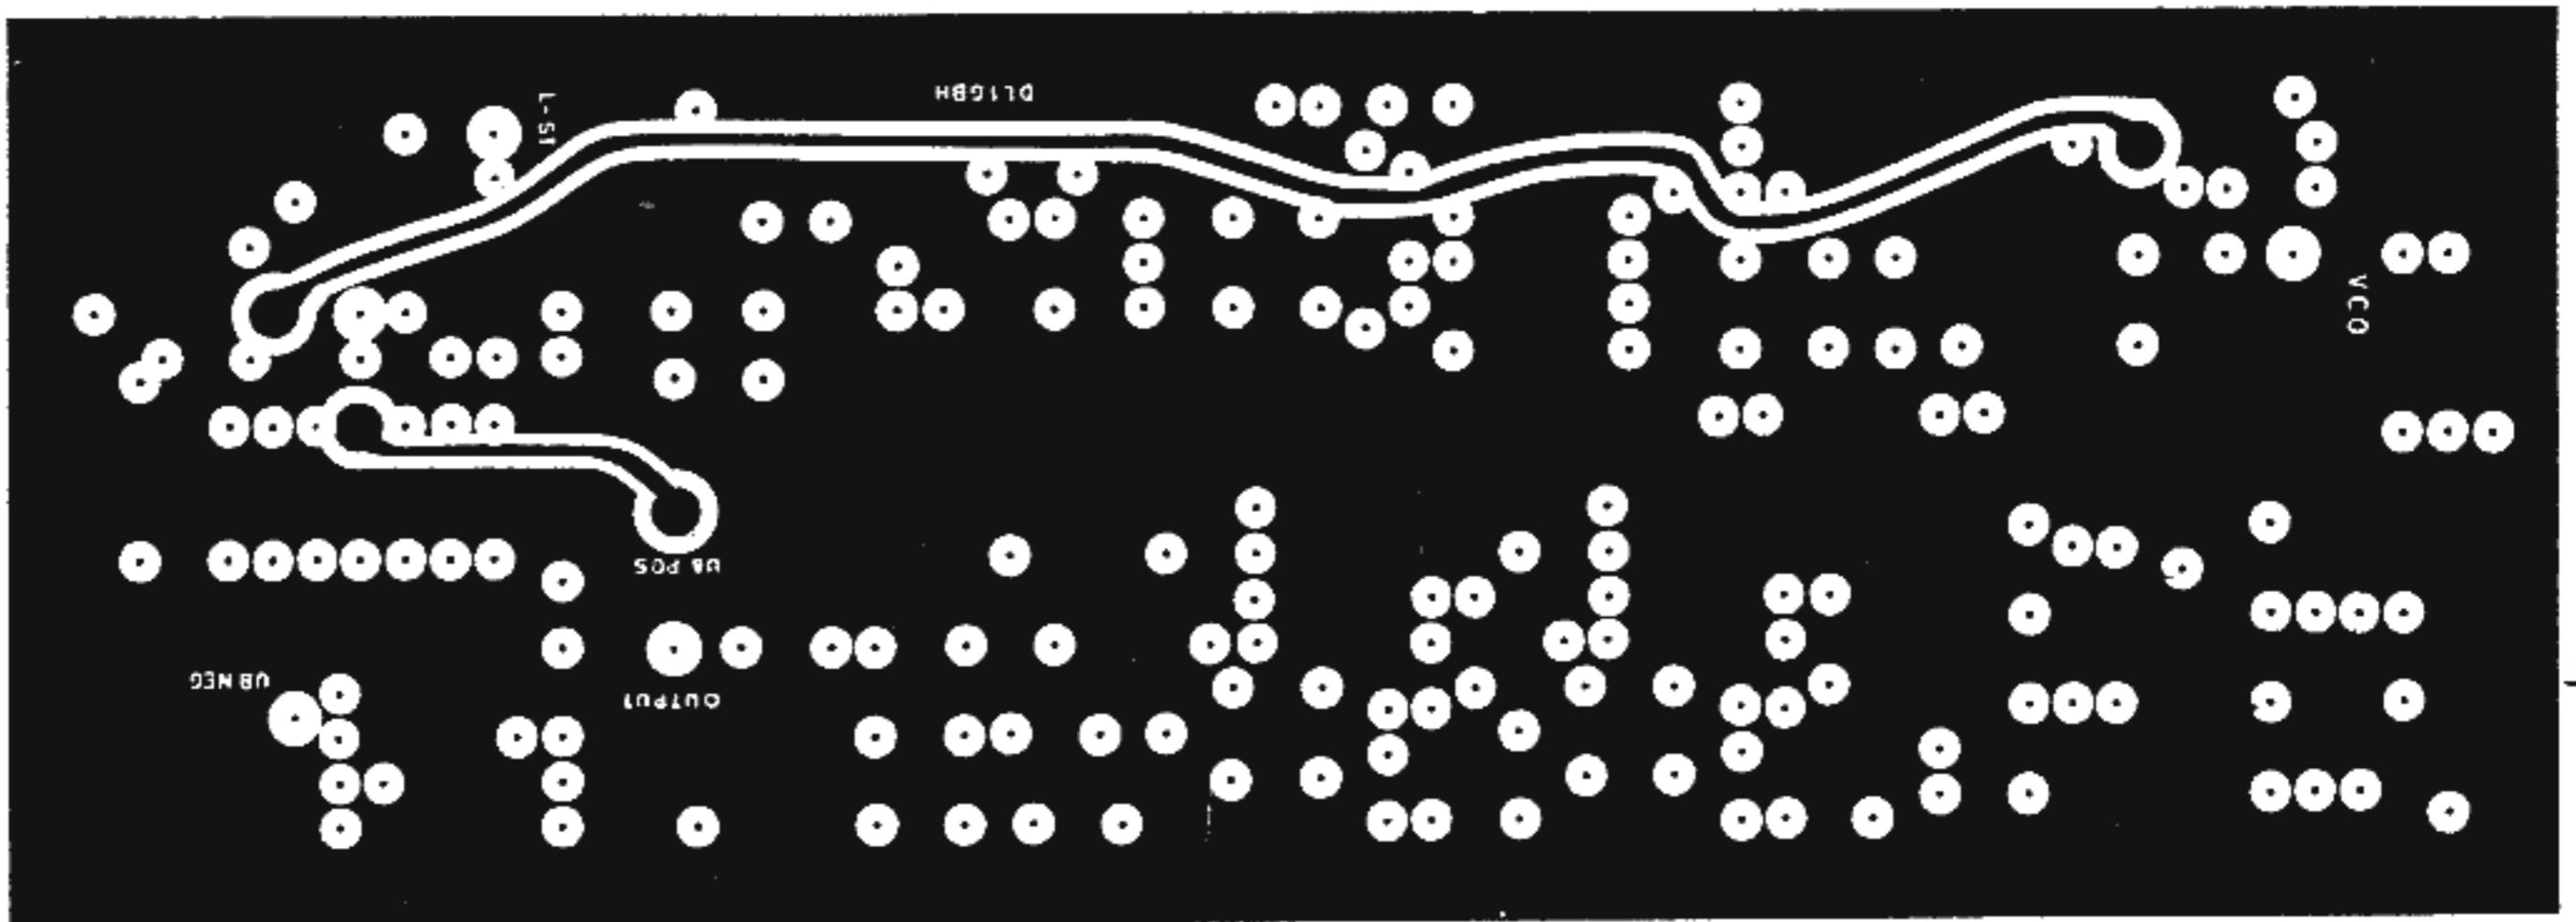 DL1GBH
L-S1
VCO
UB POS
UB NEG
OUTPUT